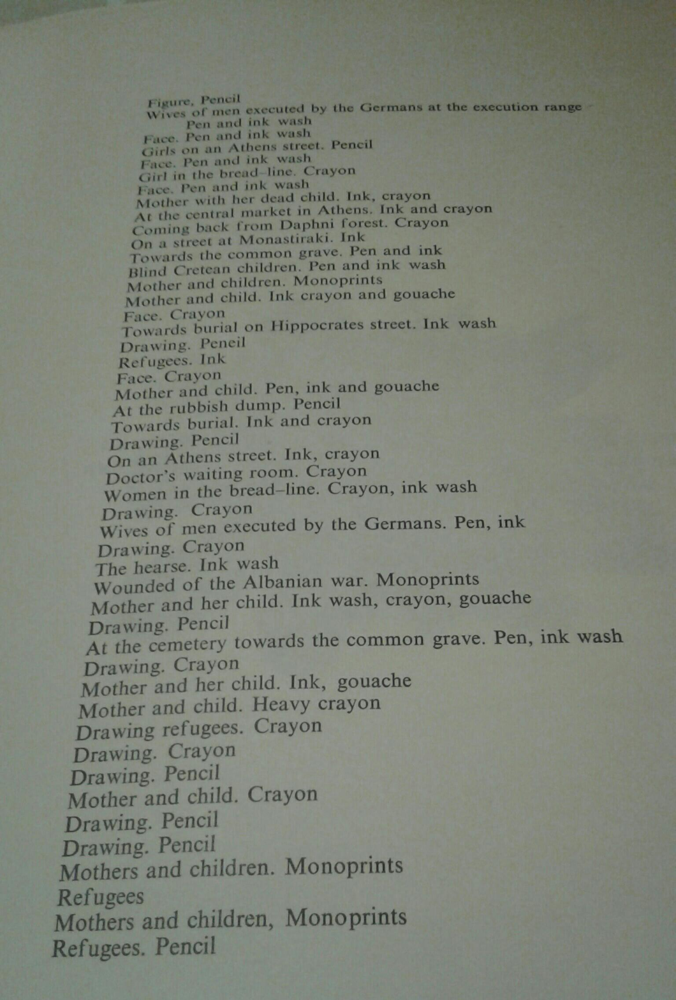 Figure, Pencil
Wives of men executed by the Germans at the execution range
Pen and ink wash
Face. Pen and ink wash
Girls on an Athens street. Pencil
Face. Pen and ink wash
Girl in the bread-line. Crayon
Face. Pen and ink wash
Mother with her dead child. Ink, crayon
At the central market in Athens. Ink and crayon
Coming back from Daphni forest. Crayon
On a street at Monastiraki. Ink
Towards the common grave. Pen and ink
Blind Cretean children. Pen and ink wash
Mother and children. Monoprints
Mother and child. Ink crayon and gouache
Face. Crayon
Towards burial on Hippocrates street. Ink wash
Drawing. Pencil
Refugees. Ink
Face. Crayon
Mother and child. Pen, ink and gouache
At the rubbish dump. Pencil
Towards burial. Ink and crayon
Drawing. Pencil
On an Athens street. Ink, crayon
Doctor's waiting room. Crayon
Women in the bread–line. Crayon, ink wash
Drawing. Crayon
Wives of men executed by the Germans. Pen, ink
Drawing. Crayon
The hearse. Ink wash
Wounded of the Albanian war. Monoprints
Mother and her child. Ink wash, crayon, gouache
Drawing. Pencil
At the cemetery towards the common grave. Pen, ink wash
Drawing. Crayon
Mother and her child. Ink, gouache
Mother and child. Heavy crayon
Drawing refugees. Crayon
Drawing. Crayon
Drawing. Pencil
Mother and child. Crayon
Drawing. Pencil
Drawing. Pencil
Mothers and children. Monoprints
Refugees
Mothers and children, Monoprints
Refugees. Pencil